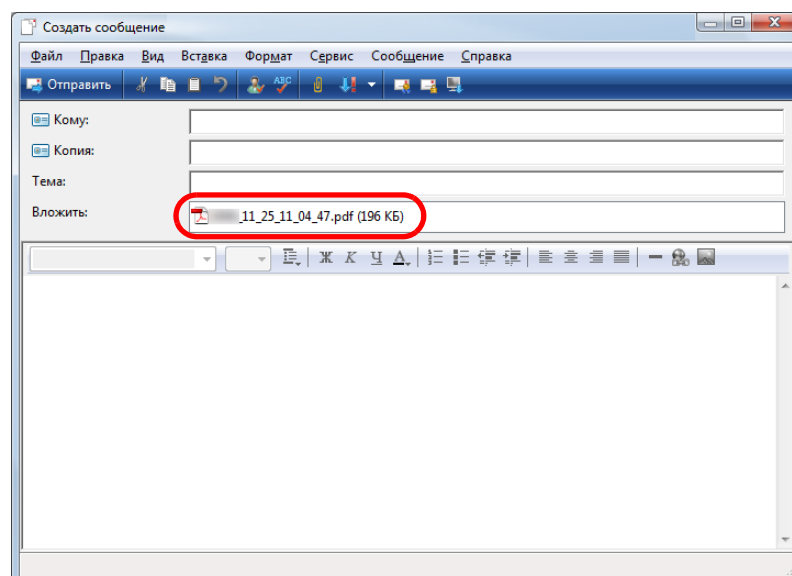 Создать сообщение
Файл Правка Вид Вставка Формат Сервис Сообщение Справка
Отправить ABC
Кому:
Копия:
Тема:
Вложить: _11_25_11_04_47.pdf (196 КБ)
Ж К Ч А